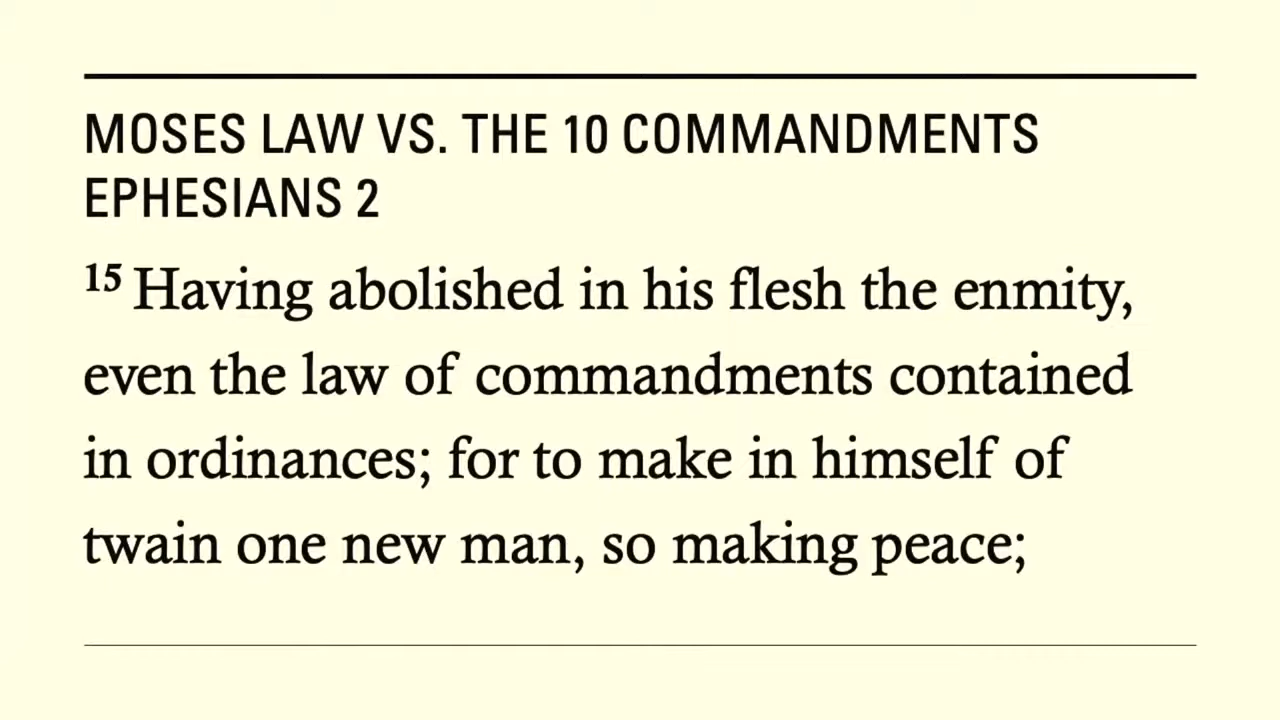 MOSES LAW VS. THE 10 COMMANDMENTS
EPHESIANS 2
15 Having abolished in his flesh the enmity,
even the law of commandments contained
in ordinances; for to make in himself of
twain one new man, so making peace;